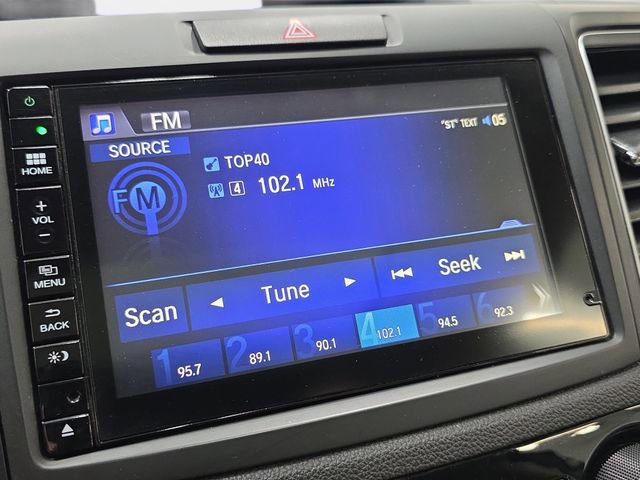 FM
"ST" TEXT 05
SOURCE
FM
TOP40
4 102.1 MHz
Scan
Tune
Seek
1 95.7
2 89.1
3 90.1
4 102.1
5 94.5
6 92.3
HOME
+
VOL
−
MENU
BACK